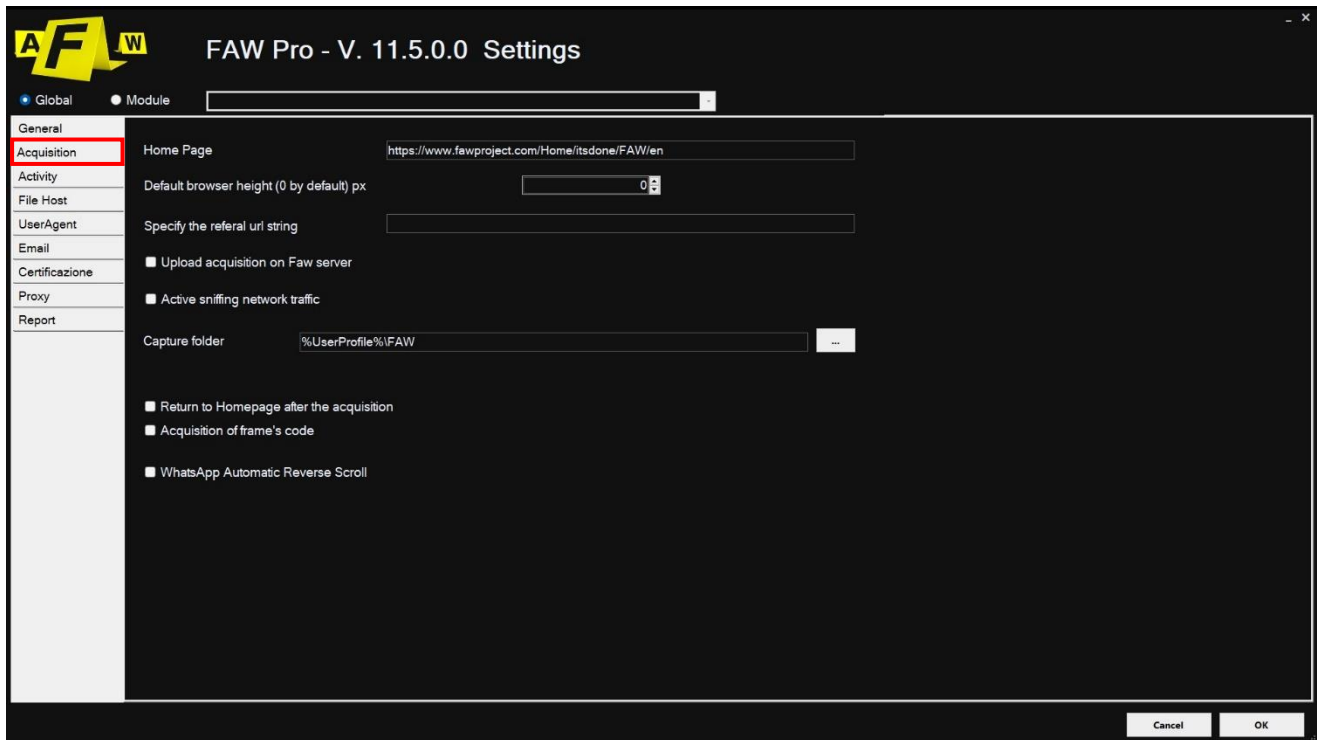 A F W
FAW Pro - V. 11.5.0.0 Settings
Global Module
General
Acquisition
Activity
File Host
UserAgent
Email
Certificazione
Proxy
Report
Home Page https://www.fawproject.com/Home/itsdone/FAW/en
Default browser height (0 by default) px 0
Specify the referal url string
Upload acquisition on Faw server
Active sniffing network traffic
Capture folder %UserProfile%\FAW ...
Return to Homepage after the acquisition
Acquisition of frame's code
WhatsApp Automatic Reverse Scroll
Cancel OK